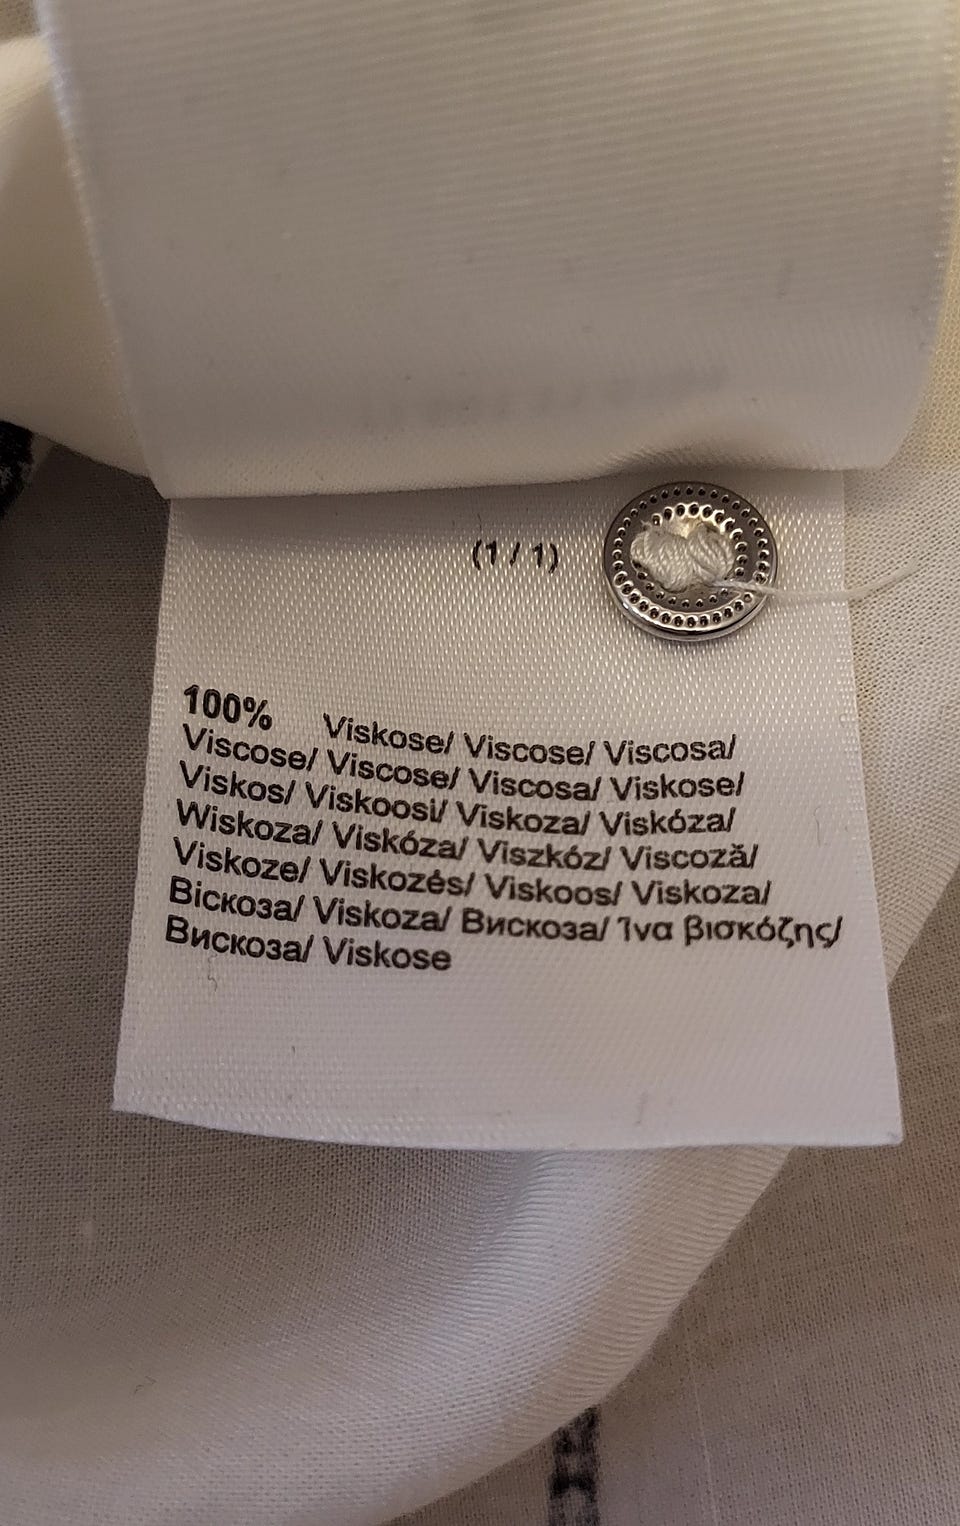 (1 / 1)
100% Viskose/ Viscose/ Viscosa/
Viscose/ Viscose/ Viscosa/ Viskose/
Viskos/ Viskoosi/ Viskoza/ Viskóza/
Wiskoza/ Viskóza/ Viszkóz/ Viscoză/
Viskoze/ Viskozės/ Viskoos/ Viskoza/
Віскоза/ Viskoza/ Вискоза/ Ίνα βισκόζης/
Вискоза/ Viskose